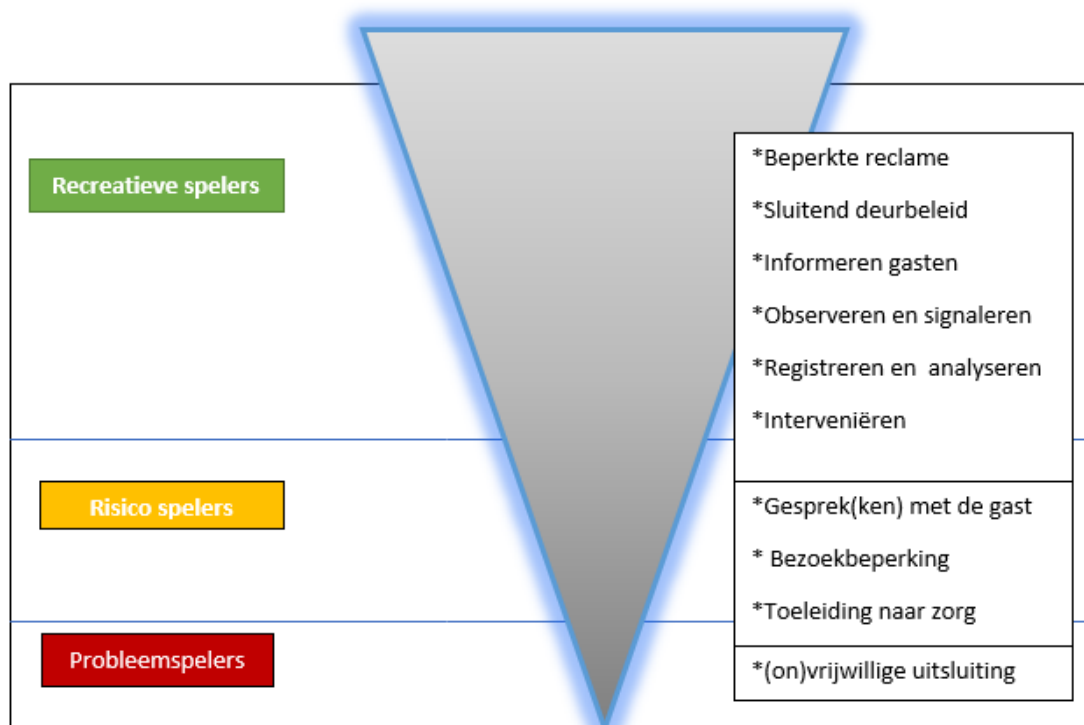 Recreatieve spelers
*Beperkte reclame
*Sluitend deurbeleid
*Informeren gasten
*Observeren en signaleren
*Registreren en  analyseren
*Interveniëren
Risico spelers
*Gesprek(ken) met de gast
* Bezoekbeperking
*Toeleiding naar zorg
Probleemspelers
*(on)vrijwillige uitsluiting